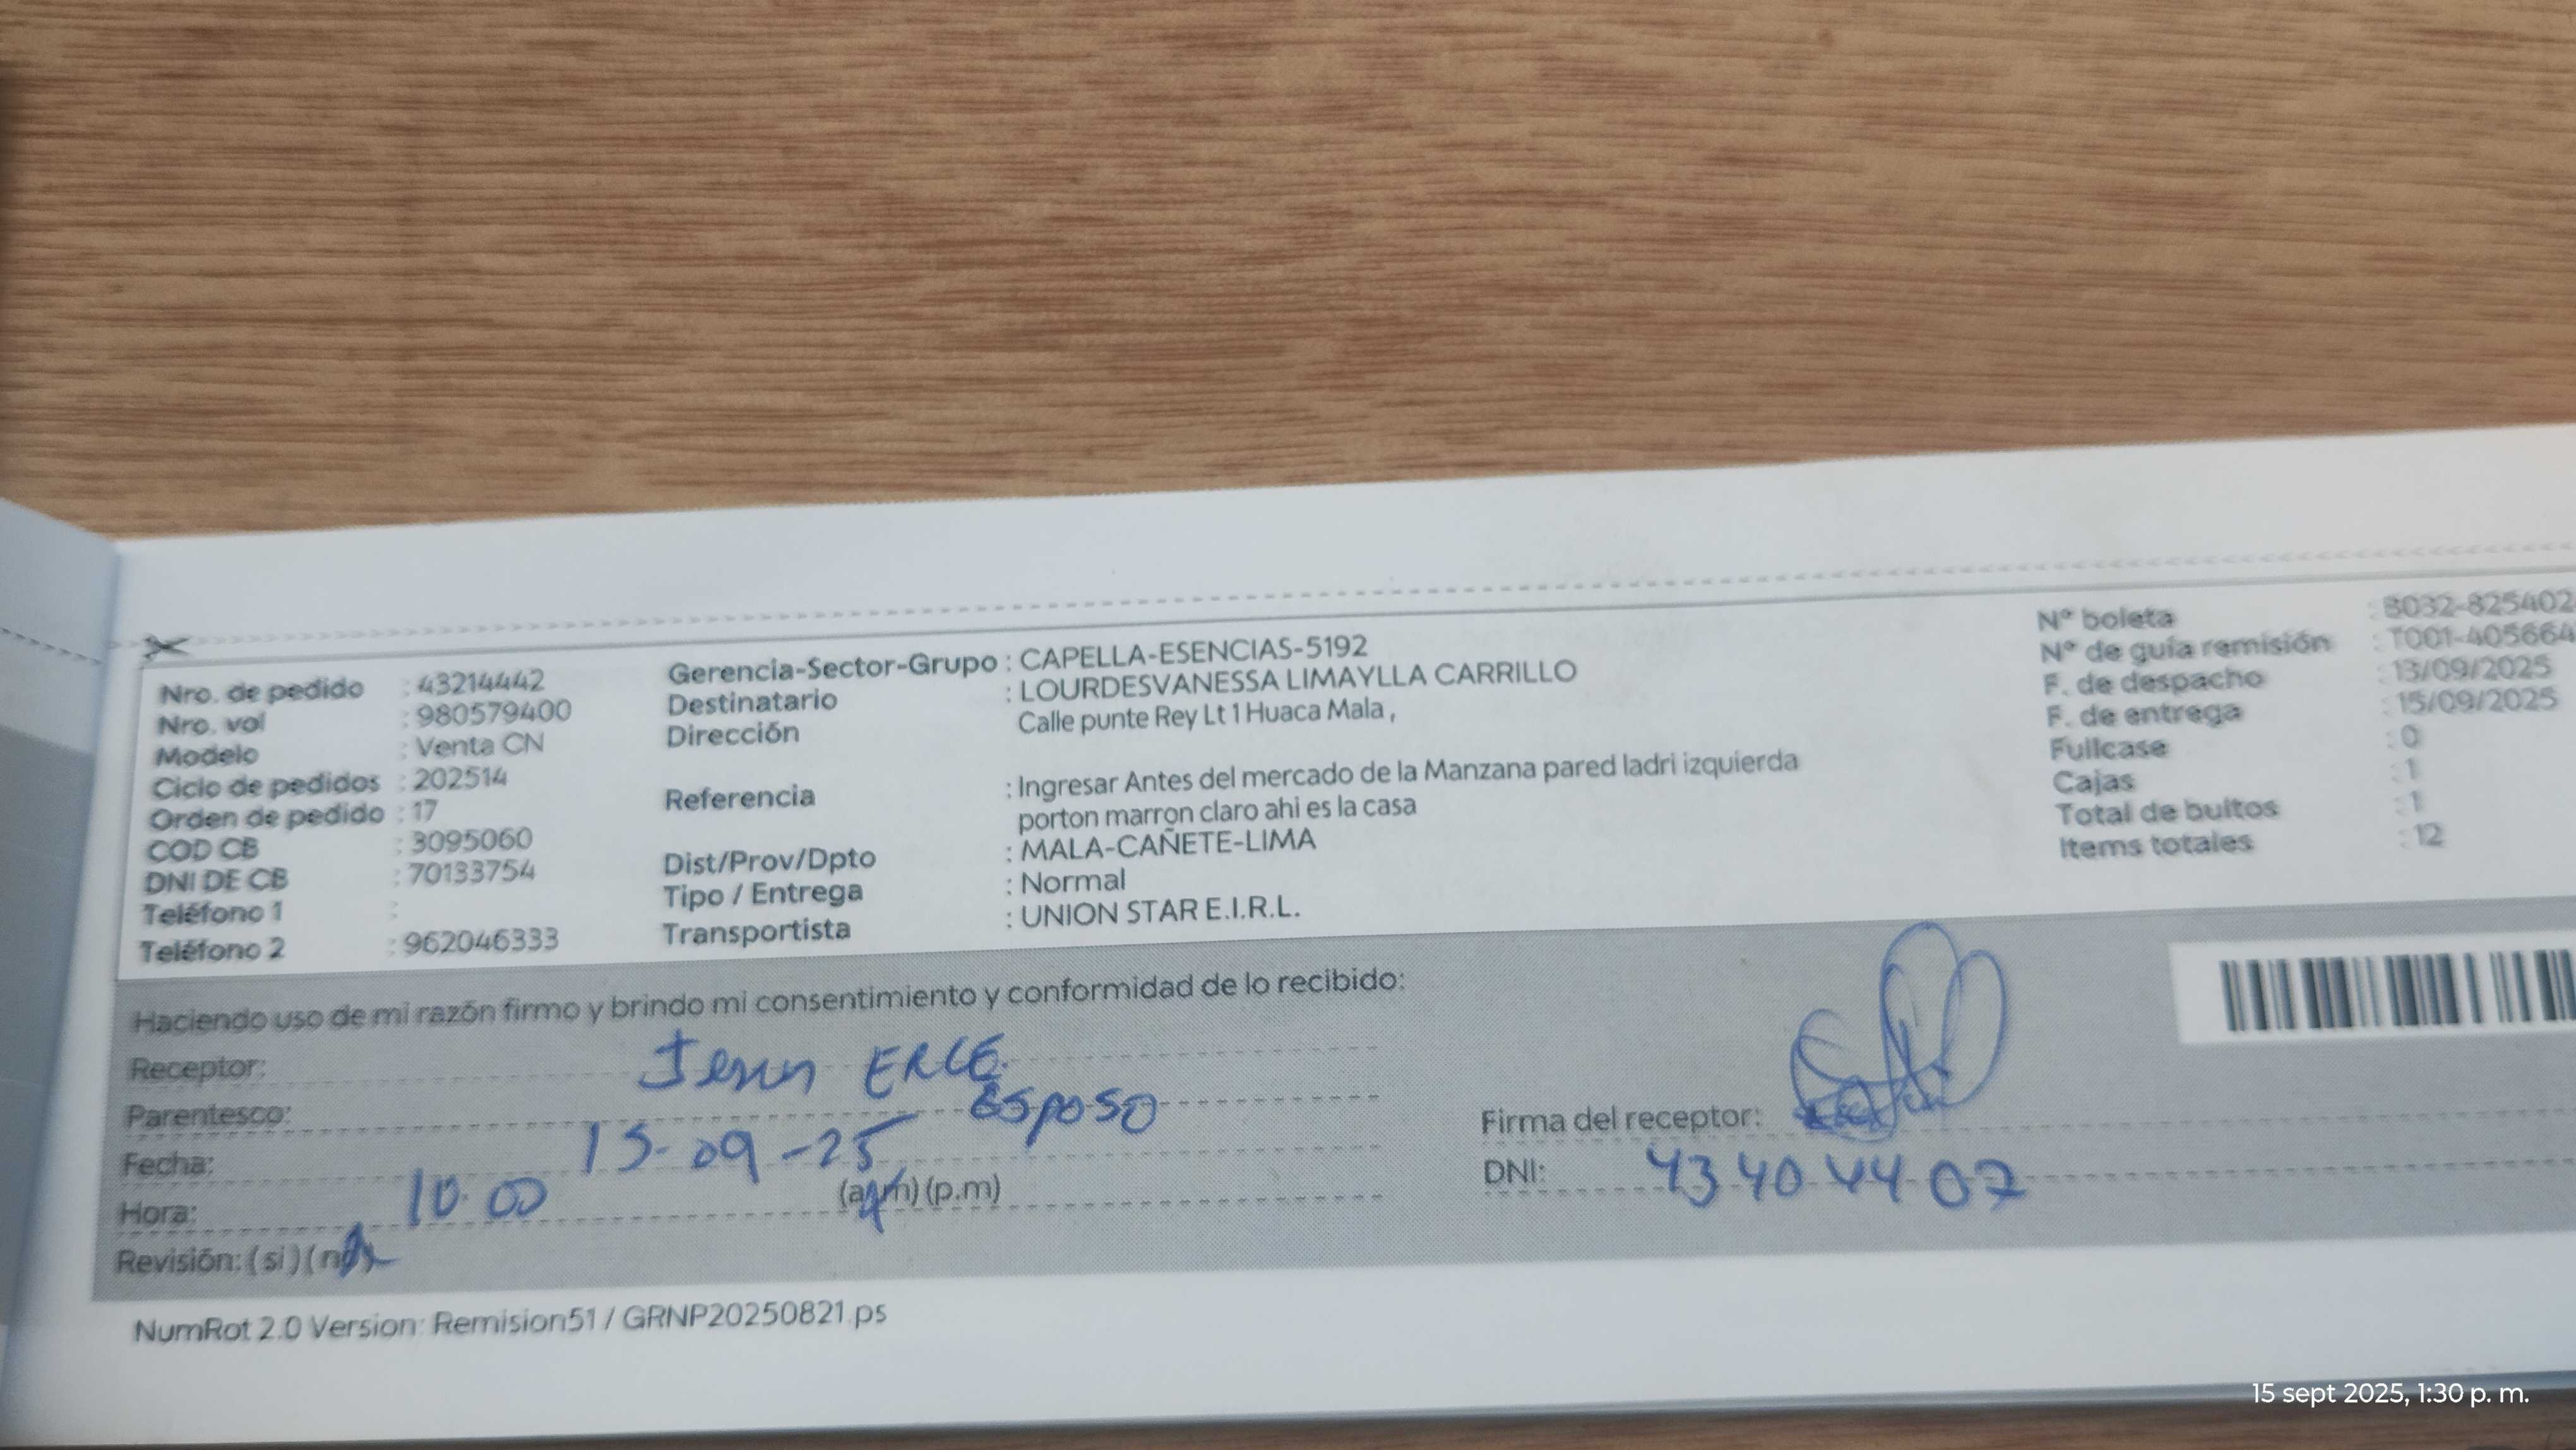 Nro. de pedido : 43214442
Nro. vol : 980579400
Modelo : Venta CN
Ciclo de pedidos : 202514
Orden de pedido : 17
COD CB : 3095060
DNI DE CB : 70133754
Teléfono 1 :
Teléfono 2 : 962046333
Gerencia-Sector-Grupo : CAPELLA-ESENCIAS-5192
Destinatario : LOURDESVANESSA LIMAYLLA CARRILLO
Dirección Calle punte Rey Lt 1 Huaca Mala ,
Referencia : Ingresar Antes del mercado de la Manzana pared ladri izquierda
porton marron claro ahi es la casa
Dist/Prov/Dpto : MALA-CAÑETE-LIMA
Tipo / Entrega : Normal
Transportista : UNION STAR E.I.R.L.
N° boleta : B032-825402
N° de guía remisión : T001-405664
F. de despacho : 13/09/2025
F. de entrega : 15/09/2025
Fullcase : 0
Cajas : 1
Total de bultos : 1
Items totales : 12
Haciendo uso de mi razón firmo y brindo mi consentimiento y conformidad de lo recibido:
Receptor: Jesus
Parentesco: Esposo
Fecha: 15-09-25
Hora: 10:00 (a.m) (p.m)
Revisión: (si) (no)
Firma del receptor:
DNI: 43404407
NumRot 2.0 Version: Remision51 / GRNP20250821.ps
15 sept 2025, 1:30 p. m.